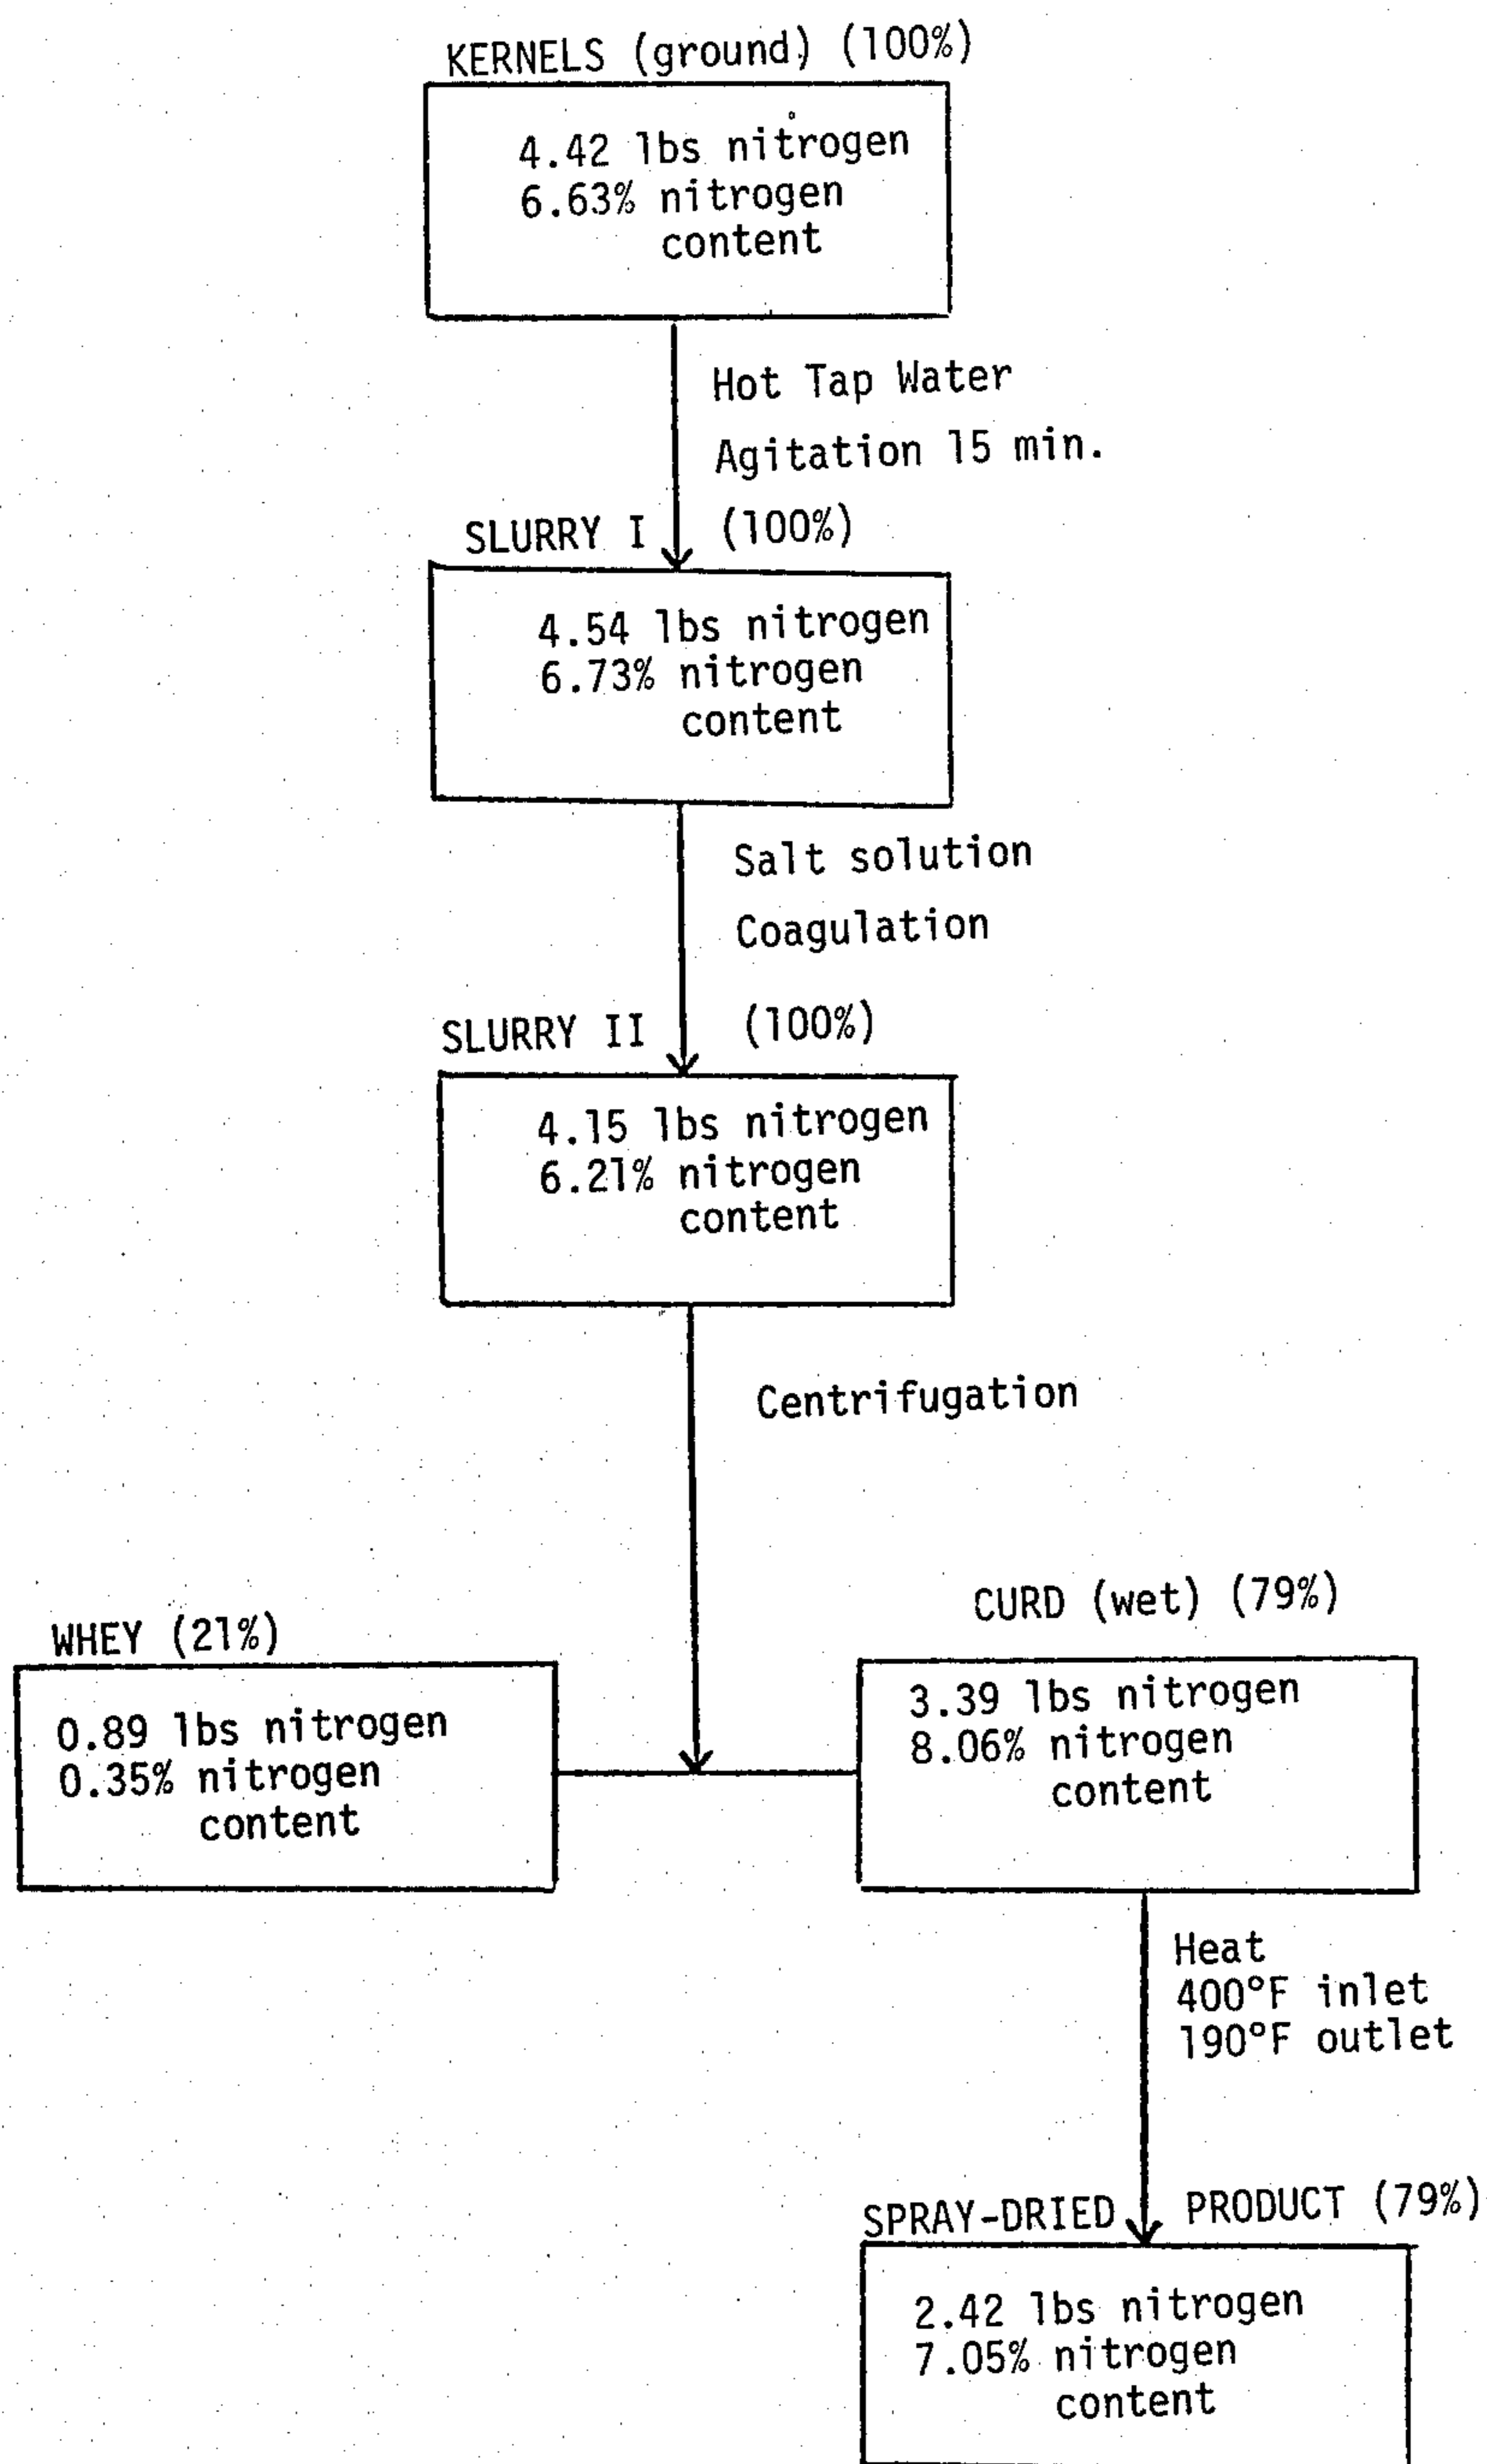 KERNELS (ground) (100%)
4.42 lbs nitrogen
6.63% nitrogen
content
Hot Tap Water
Agitation 15 min.
SLURRY I (100%)
4.54 lbs nitrogen
6.73% nitrogen
content
Salt solution
Coagulation
SLURRY II (100%)
4.15 lbs nitrogen
6.21% nitrogen
content
Centrifugation
WHEY (21%)
0.89 lbs nitrogen
0.35% nitrogen
content
CURD (wet) (79%)
3.39 lbs nitrogen
8.06% nitrogen
content
Heat
400°F inlet
190°F outlet
SPRAY-DRIED PRODUCT (79%)
2.42 lbs nitrogen
7.05% nitrogen
content